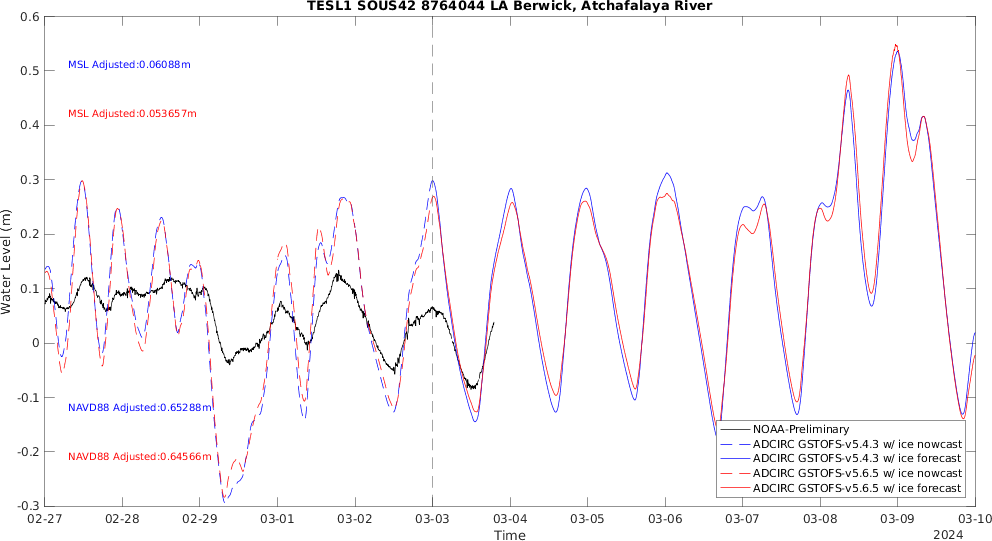 TESL1 SOUS42 8764044 LA Berwick, Atchafalaya River
0.6
0.5
0.4
0.3
0.2
0.1
0
-0.1
-0.2
-0.3
Water Level (m)
MSL Adjusted:0.06088m
MSL Adjusted:0.053657m
NAVD88 Adjusted:0.65288m
NAVD88 Adjusted:0.64566m
NOAA-Preliminary
ADCIRC GSTOFS-v5.4.3 w/ ice nowcast
ADCIRC GSTOFS-v5.4.3 w/ ice forecast
ADCIRC GSTOFS-v5.6.5 w/ ice nowcast
ADCIRC GSTOFS-v5.6.5 w/ ice forecast
02-27 02-28 02-29 03-01 03-02 03-03 03-04 03-05 03-06 03-07 03-08 03-09 03-10
Time
2024